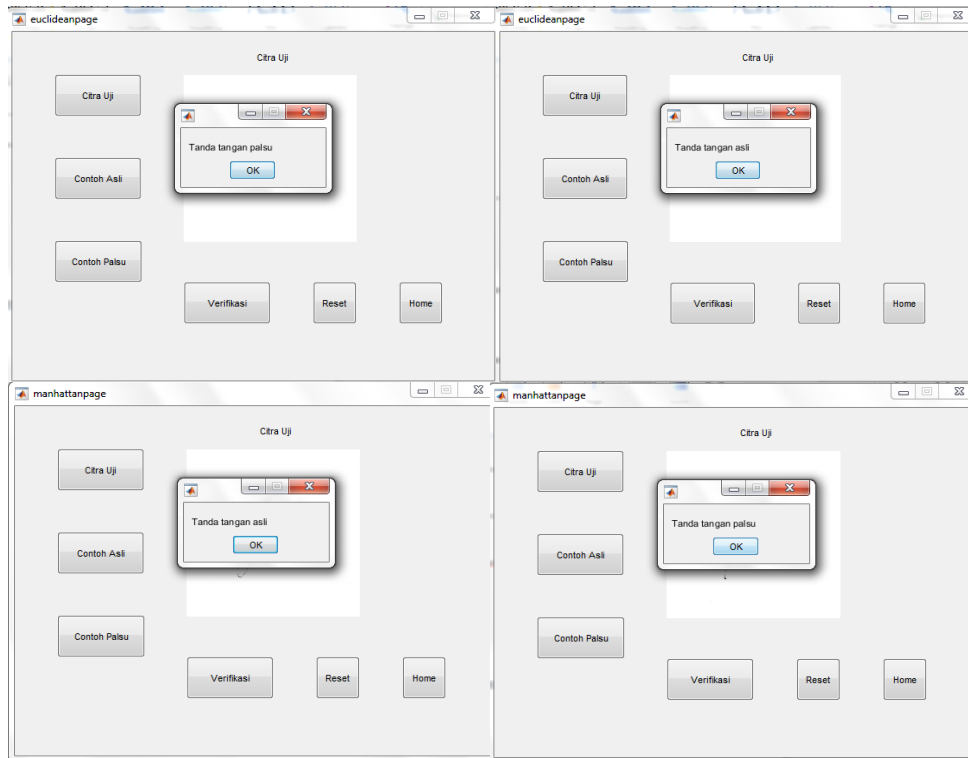 euclideanpage
Citra Uji
Citra Uji
Tanda tangan palsu
OK
Contoh Asli
Contoh Palsu
Verifikasi
Reset
Home
euclideanpage
Citra Uji
Citra Uji
Tanda tangan asli
OK
Contoh Asli
Contoh Palsu
Verifikasi
Reset
Home
manhattanpage
Citra Uji
Citra Uji
Tanda tangan asli
OK
Contoh Asli
Contoh Palsu
Verifikasi
Reset
Home
manhattanpage
Citra Uji
Citra Uji
Tanda tangan palsu
OK
Contoh Asli
Contoh Palsu
Verifikasi
Reset
Home